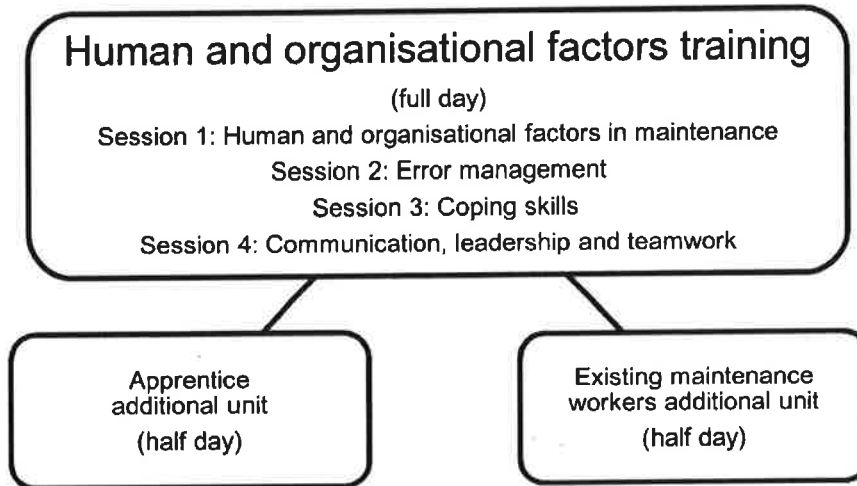 Human and organisational factors training
(full day)
Session 1: Human and organisational factors in maintenance
Session 2: Error management
Session 3: Coping skills
Session 4: Communication, leadership and teamwork
Apprentice
additional unit
(half day)
Existing maintenance
workers additional unit
(half day)